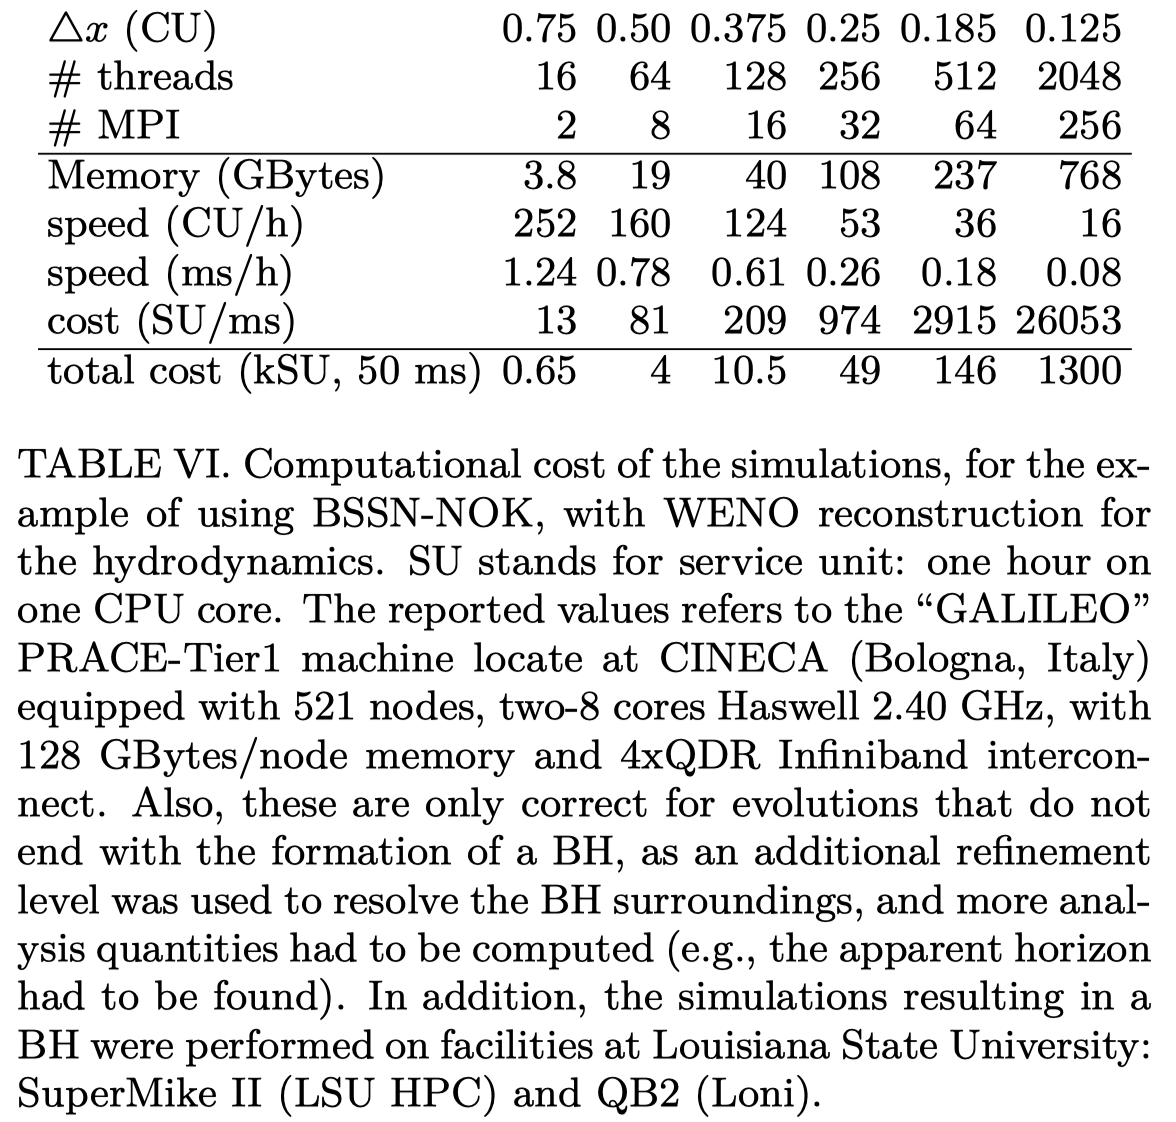 △x (CU) 0.75 0.50 0.375 0.25 0.185 0.125
# threads 16 64 128 256 512 2048
# MPI 2 8 16 32 64 256
Memory (GBytes) 3.8 19 40 108 237 768
speed (CU/h) 252 160 124 53 36 16
speed (ms/h) 1.24 0.78 0.61 0.26 0.18 0.08
cost (SU/ms) 13 81 209 974 2915 26053
total cost (kSU, 50 ms) 0.65 4 10.5 49 146 1300
TABLE VI. Computational cost of the simulations, for the ex-
ample of using BSSN-NOK, with WENO reconstruction for
the hydrodynamics. SU stands for service unit: one hour on
one CPU core. The reported values refers to the “GALILEO”
PRACE-Tier1 machine locate at CINECA (Bologna, Italy)
equipped with 521 nodes, two-8 cores Haswell 2.40 GHz, with
128 GBytes/node memory and 4xQDR Infiniband intercon-
nect. Also, these are only correct for evolutions that do not
end with the formation of a BH, as an additional refinement
level was used to resolve the BH surroundings, and more anal-
ysis quantities had to be computed (e.g., the apparent horizon
had to be found). In addition, the simulations resulting in a
BH were performed on facilities at Louisiana State University:
SuperMike II (LSU HPC) and QB2 (Loni).